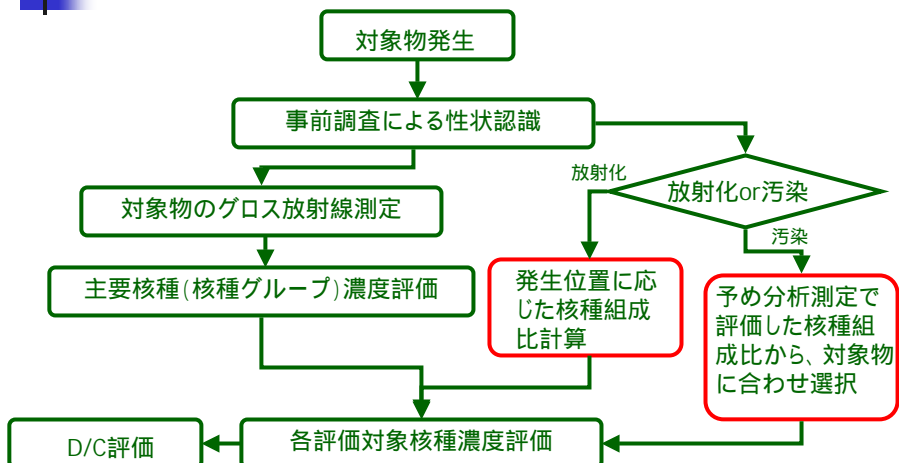 対象物発生
事前調査による性状認識
放射化
放射化or汚染
対象物のグロス放射線測定
汚染
主要核種(核種グループ)濃度評価
発生位置に応
じた核種組成
比計算
予め分析測定で
評価した核種組
成比から、対象物
に合わせ選択
各評価対象核種濃度評価
D/C評価